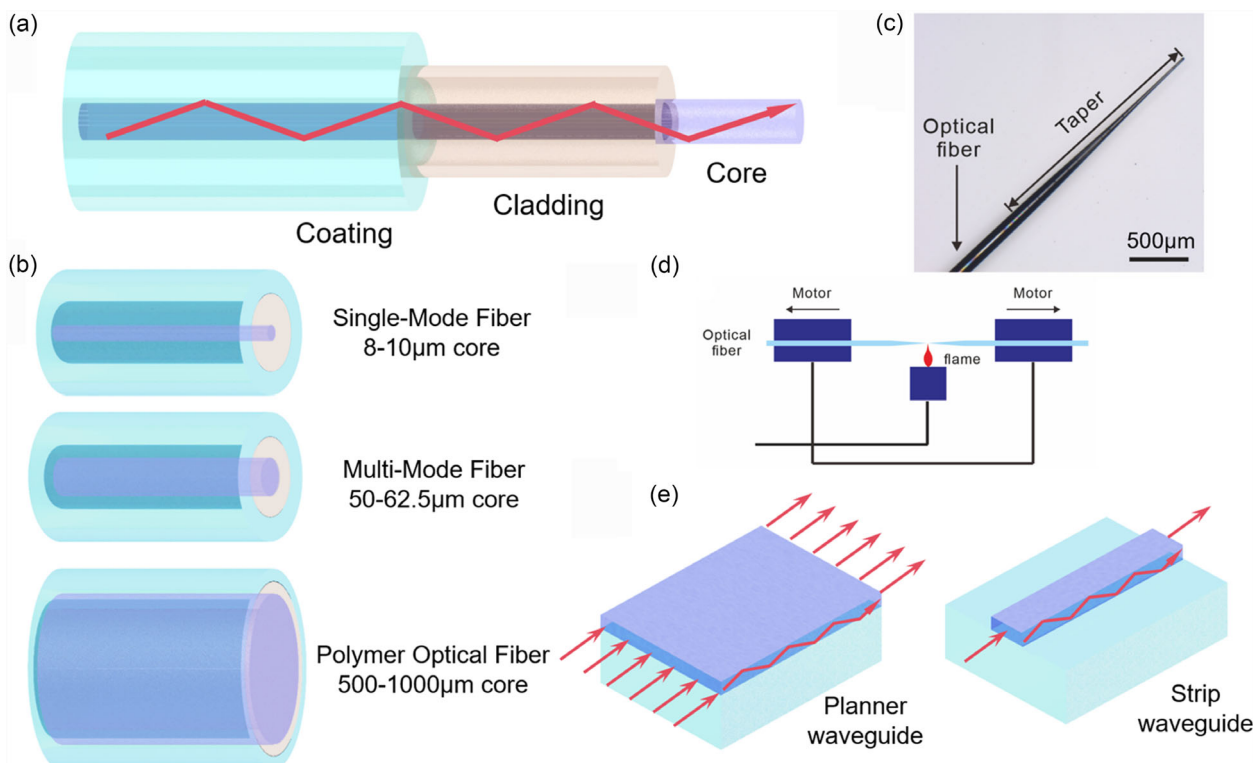 (a)
Coating
Cladding
Core
(b)
Single-Mode Fiber
8-10μm core
Multi-Mode Fiber
50-62.5μm core
Polymer Optical Fiber
500-1000μm core
(c)
Optical
fiber
Taper
500μm
(d)
Motor
Motor
Optical
fiber
flame
(e)
Planner
waveguide
Strip
waveguide